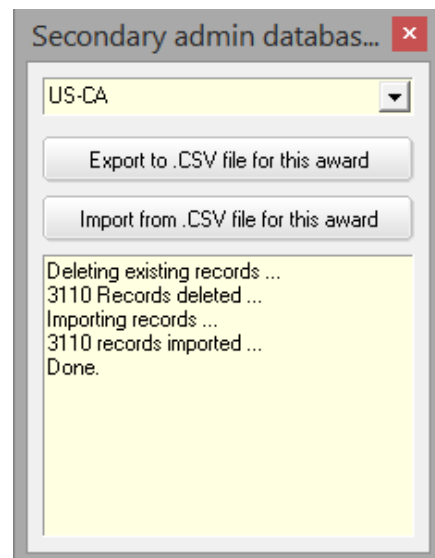 Secondary admin databas...
US-CA
Export to .CSV file for this award
Import from .CSV file for this award
Deleting existing records ...
3110 Records deleted ...
Importing records ...
3110 records imported ...
Done.